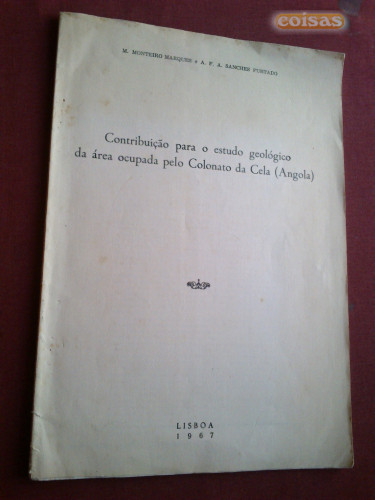 coisas
M. MONTEIRO MARQUES e A. F. A. SANCHES FURTADO
Contribuição para o estudo geológico
da área ocupada pelo Colonato da Cela (Angola)
LISBOA
1967